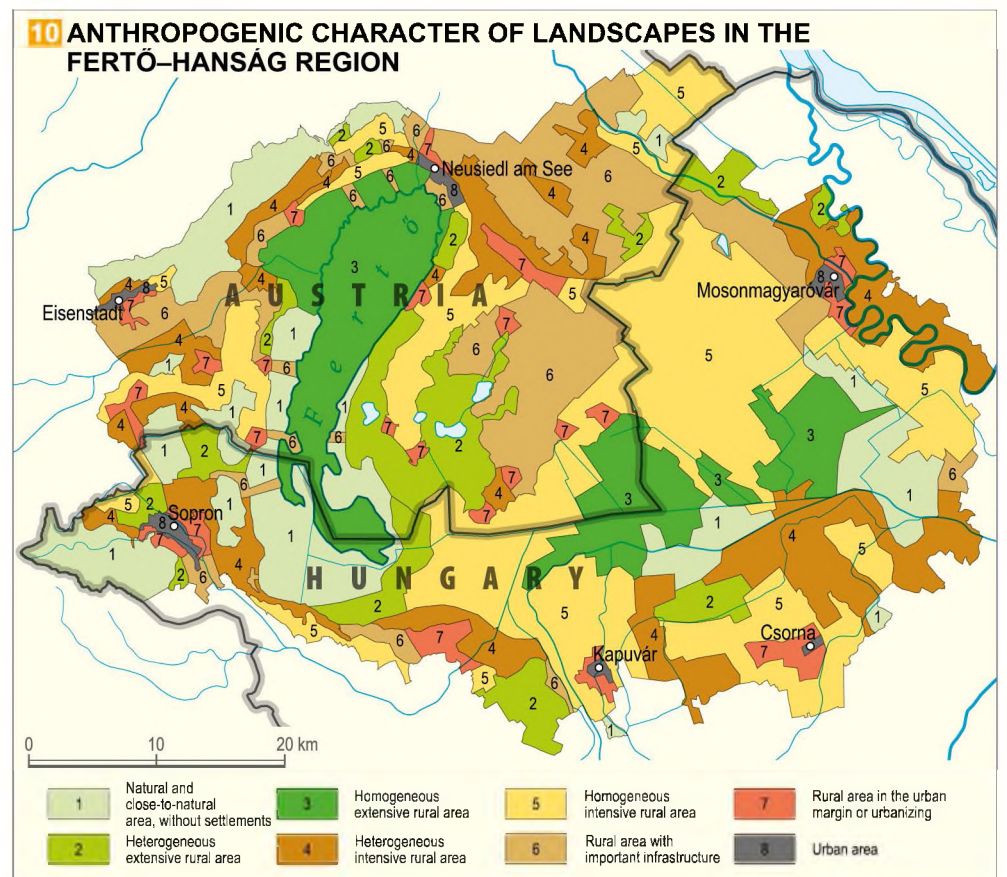 10 ANTHROPOGENIC CHARACTER OF LANDSCAPES IN THE
FERTŐ–HANSÁG REGION
Neusiedl am See
Eisenstadt
Mosonmagyaróvár
AUSTRIA
Fertő
Sopron
HUNGARY
Kapuvár
Csorna
0 10 20 km
1 Natural and
close-to-natural
area, without settlements
2 Heterogeneous
extensive rural area
3 Homogeneous
extensive rural area
4 Heterogeneous
intensive rural area
5 Homogeneous
intensive rural area
6 Rural area with
important infrastructure
7 Rural area in the urban
margin or urbanizing
8 Urban area